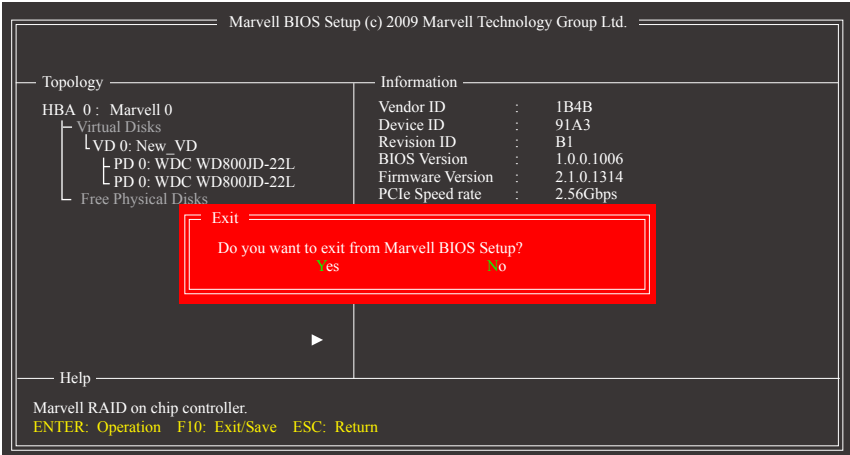 Marvell BIOS Setup (c) 2009 Marvell Technology Group Ltd.
Topology
HBA 0 : Marvell 0
Virtual Disks
VD 0: New_VD
PD 0: WDC WD800JD-22L
PD 0: WDC WD800JD-22L
Free Physical Disks
Information
Vendor ID : 1B4B
Device ID : 91A3
Revision ID : B1
BIOS Version : 1.0.0.1006
Firmware Version : 2.1.0.1314
PCIe Speed rate : 2.56Gbps
Exit
Do you want to exit from Marvell BIOS Setup?
Yes No
Help
Marvell RAID on chip controller.
ENTER: Operation F10: Exit/Save ESC: Return